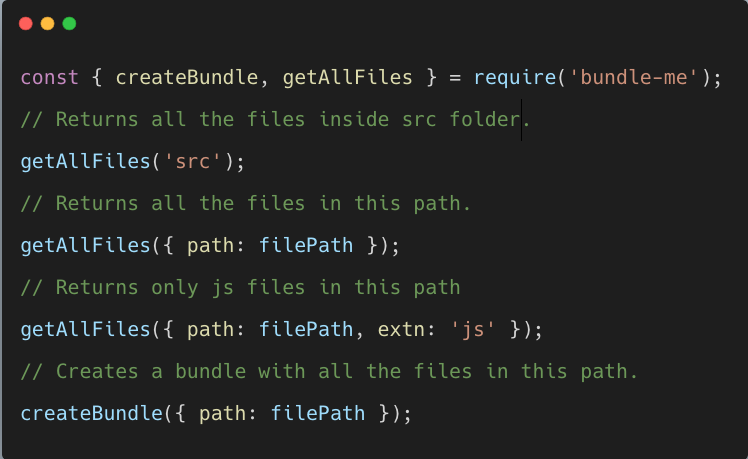 const { createBundle, getAllFiles } = require('bundle-me');
// Returns all the files inside src folder.
getAllFiles('src');
// Returns all the files in this path.
getAllFiles({ path: filePath });
// Returns only js files in this path
getAllFiles({ path: filePath, extn: 'js' });
// Creates a bundle with all the files in this path.
createBundle({ path: filePath });